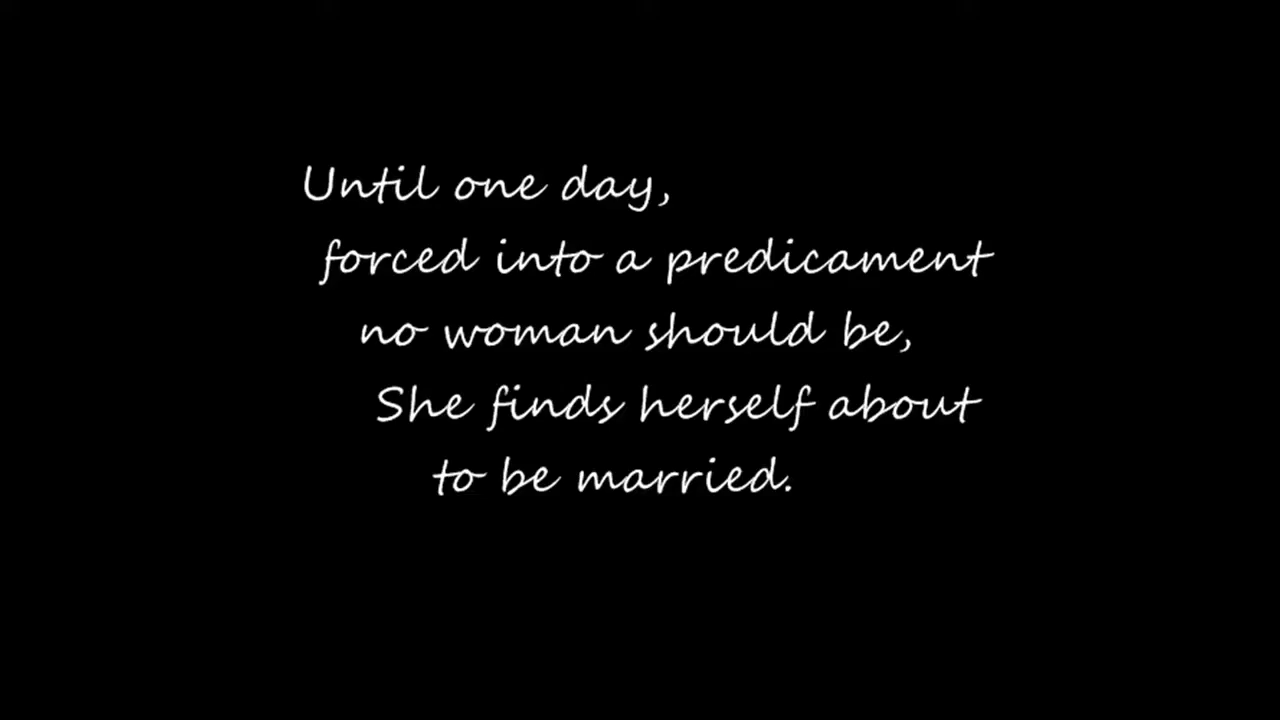 Until one day,
forced into a predicament
no woman should be,
She finds herself about
to be married.